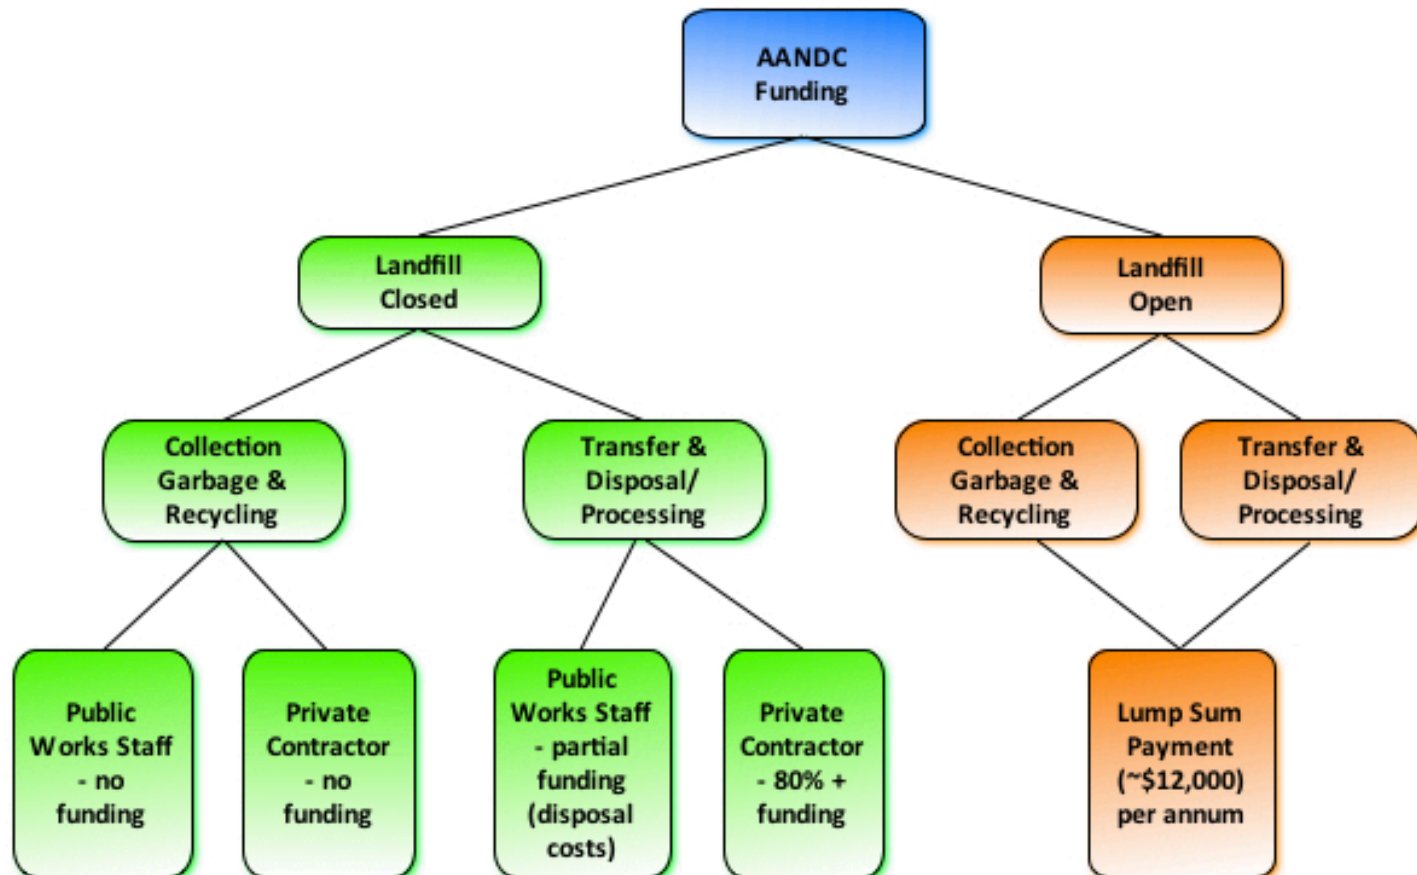 AANDC
Funding
Landfill
Closed
Landfill
Open
Collection
Garbage &
Recycling
Transfer &
Disposal/
Processing
Collection
Garbage &
Recycling
Transfer &
Disposal/
Processing
Public
Works Staff
- no
funding
Private
Contractor
- no
funding
Public
Works Staff
- partial
funding
(disposal
costs)
Private
Contractor
- 80% +
funding
Lump Sum
Payment
(~$12,000)
per annum